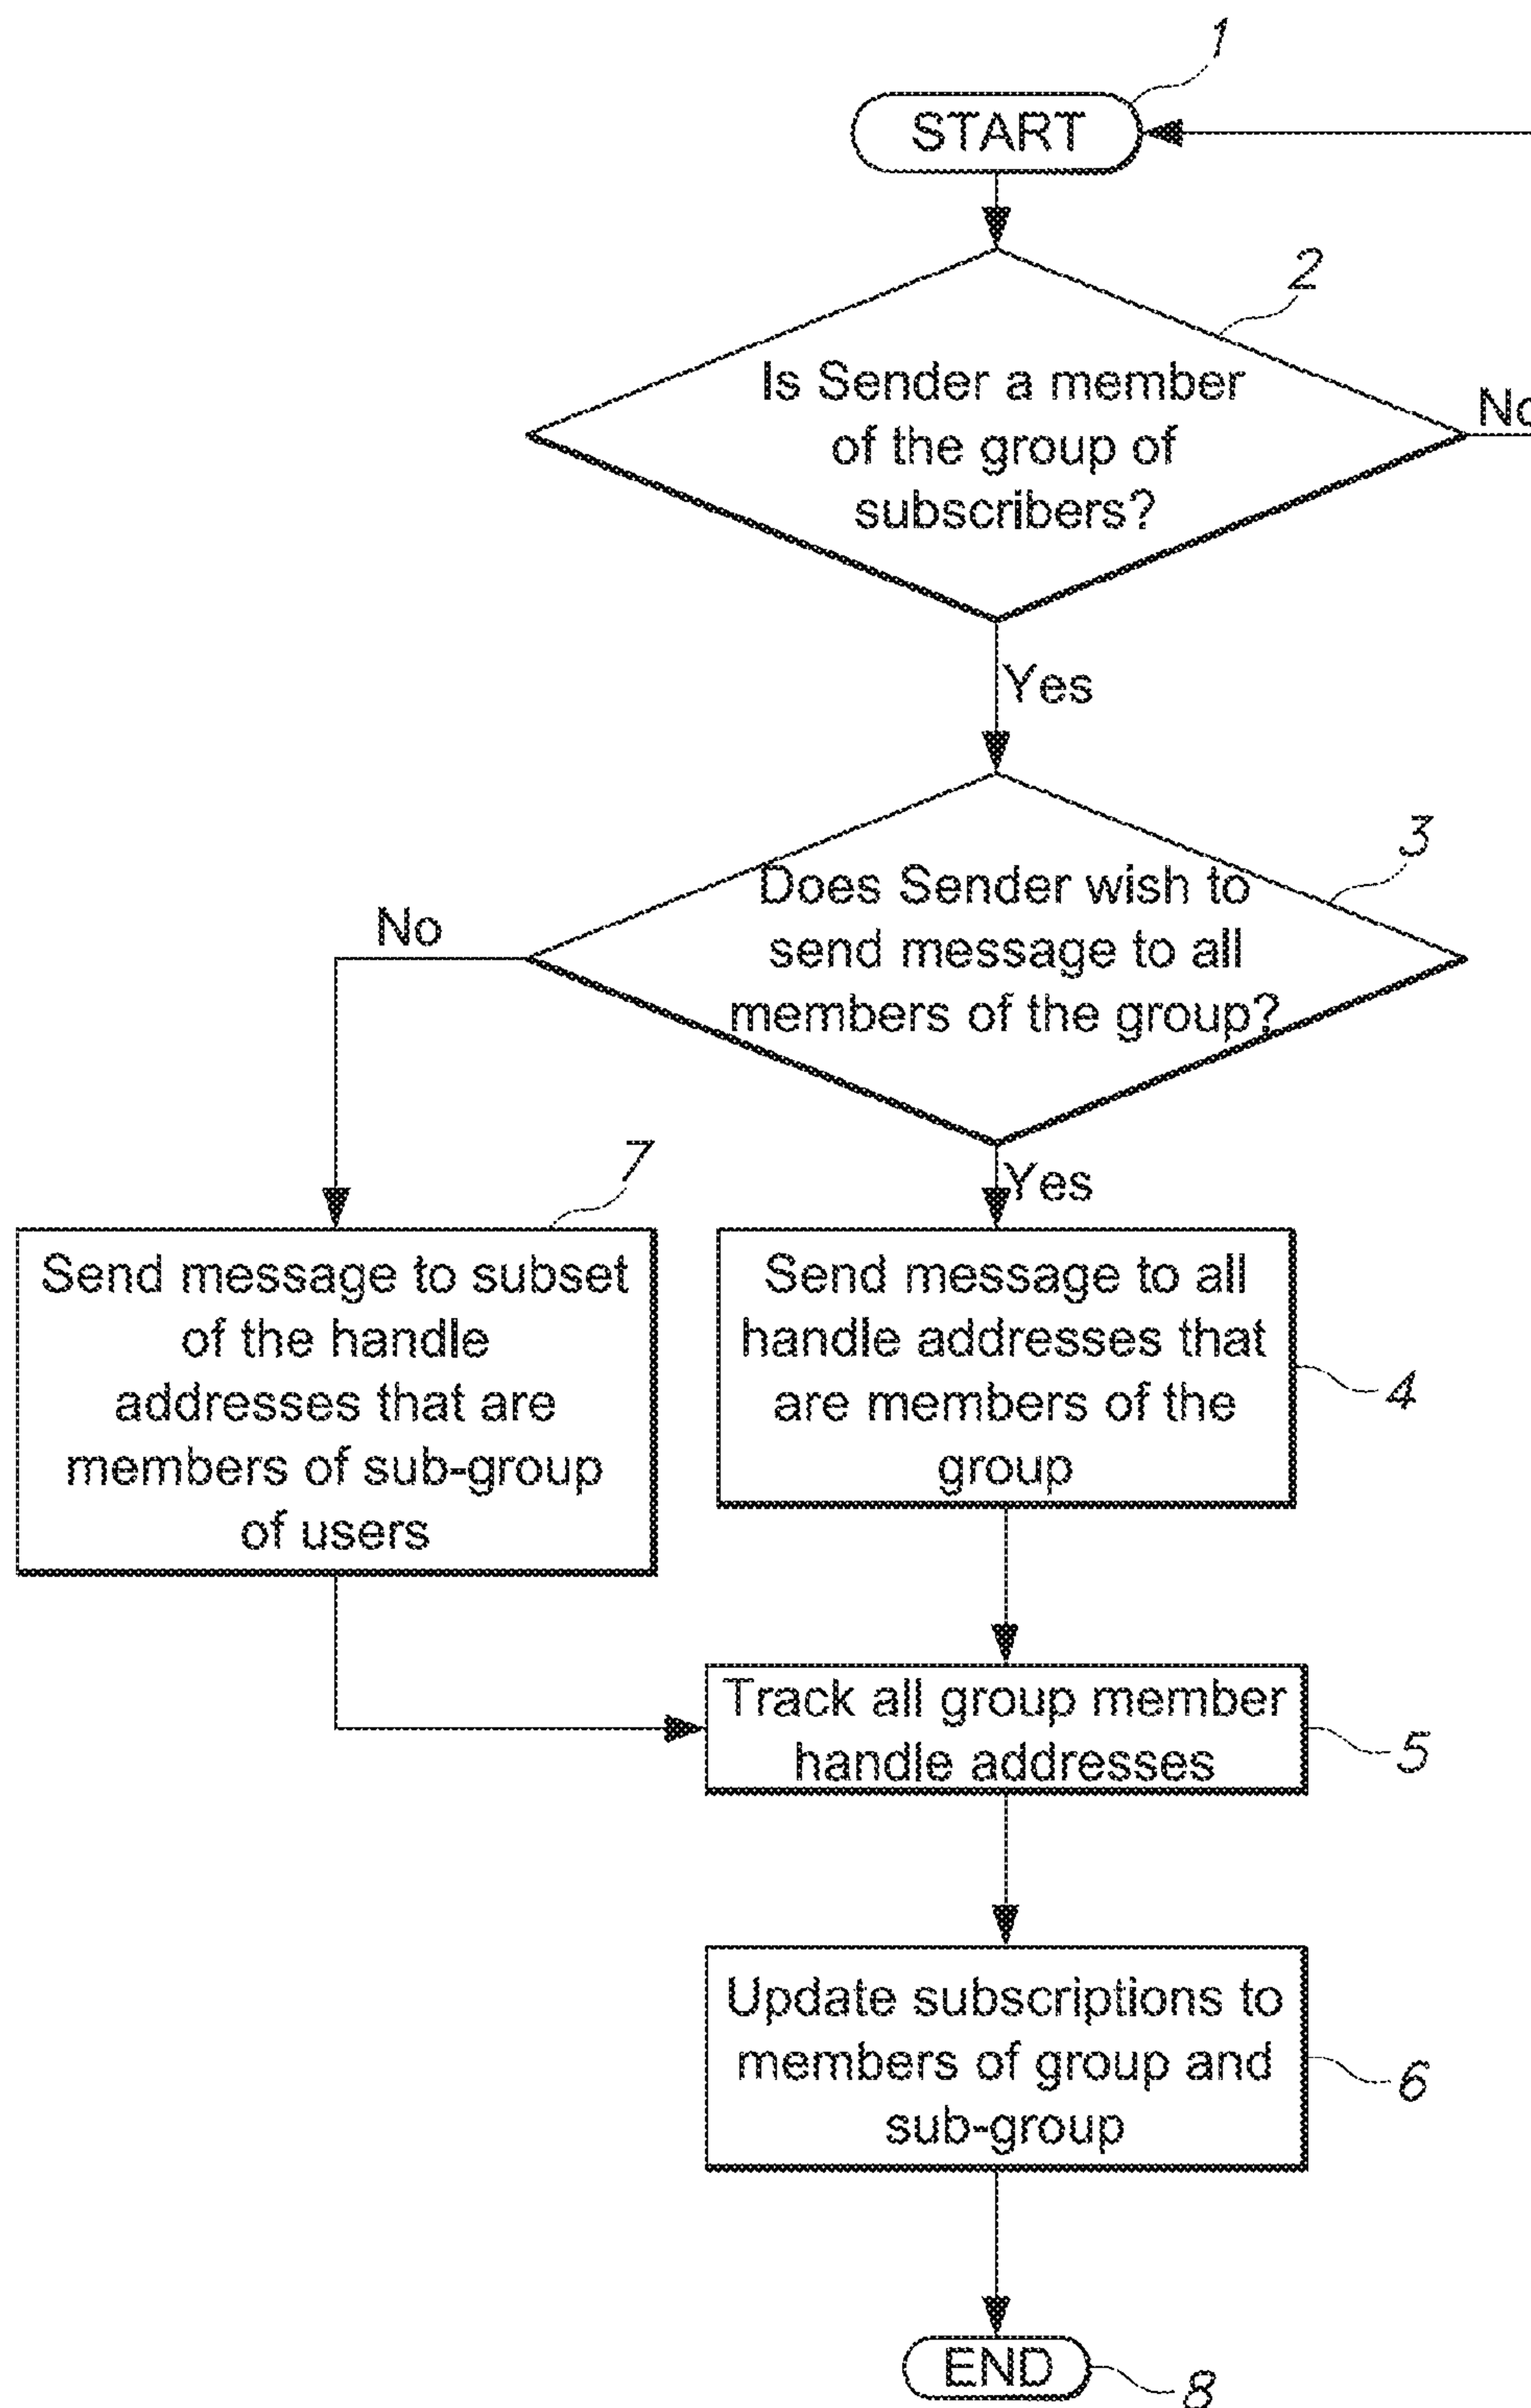 1
START
2
Is Sender a member
of the group of
subscribers?
No
Yes
3
Does Sender wish to
send message to all
members of the group?
No
Yes
7
Send message to subset
of the handle
addresses that are
members of sub-group
of users
Send message to all
handle addresses that
are members of the
group
4
Track all group member
handle addresses
5
Update subscriptions to
members of group and
sub-group
6
END
8